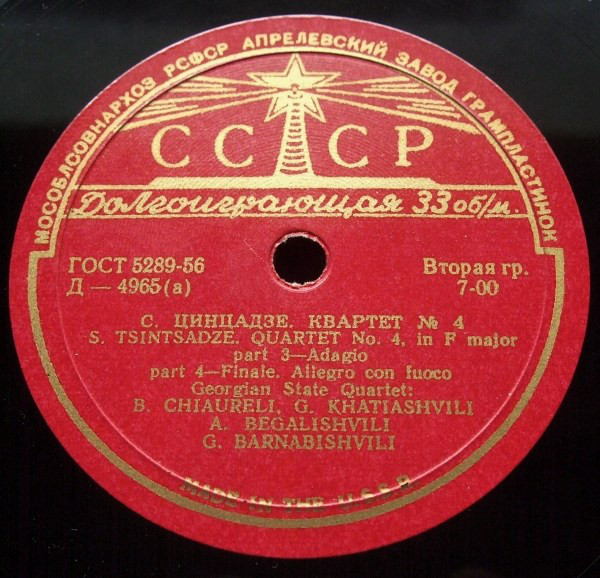 МОСОБЛСОВНАРХОЗ РСФСР АПРЕЛЕВСКИЙ ЗАВОД ГРАМПЛАСТИНОК
СССР
Долгоиграющая 33 об/м.
ГОСТ 5289-56
Д — 4965(а)
Вторая гр.
7-00
С. ЦИНЦАДЗЕ. КВАРТЕТ № 4
S. TSINTSADZE. QUARTET No. 4, in F major
part 3—Adagio
part 4—Finale. Allegro con fuoco
Georgian State Quartet:
B. CHIAURELI, G. KHATIASHVILI
A. BEGALISHVILI
G. BARNABISHVILI
MADE IN THE U.S.S.R